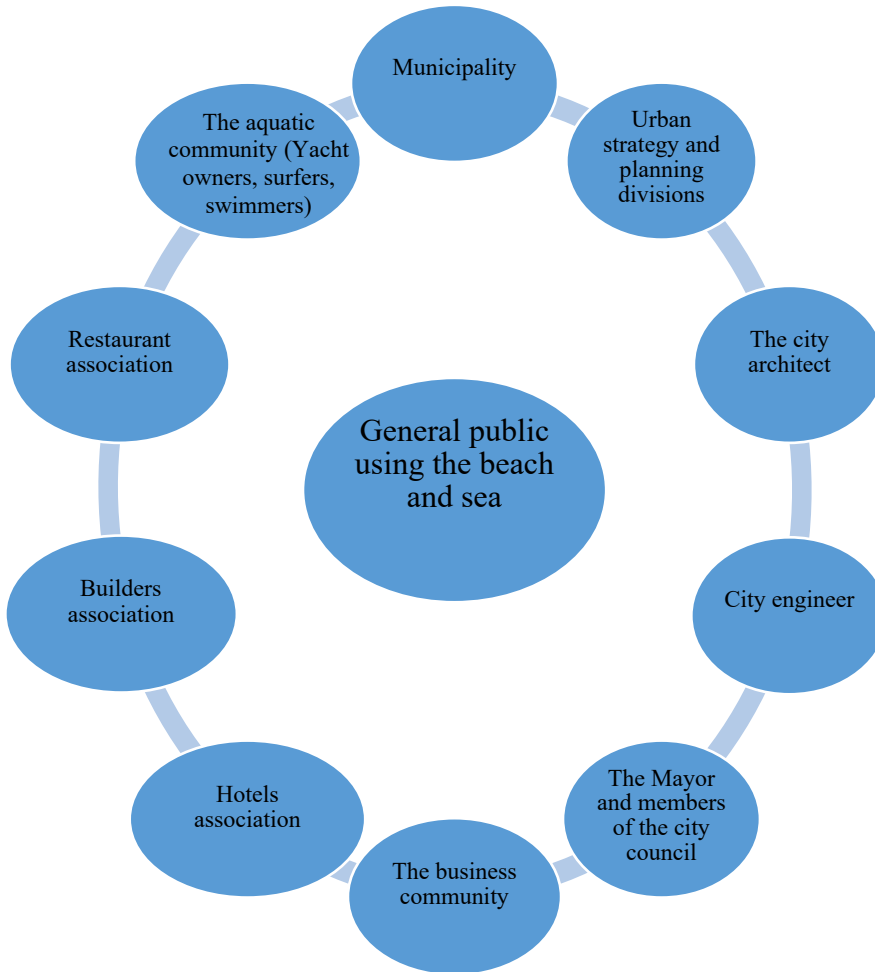 Municipality
Urban
strategy and
planning
divisions
The city
architect
City engineer
The Mayor
and members
of the city
council
The business
community
Hotels
association
Builders
association
Restaurant
association
The aquatic
community (Yacht
owners, surfers,
swimmers)
General public
using the beach
and sea